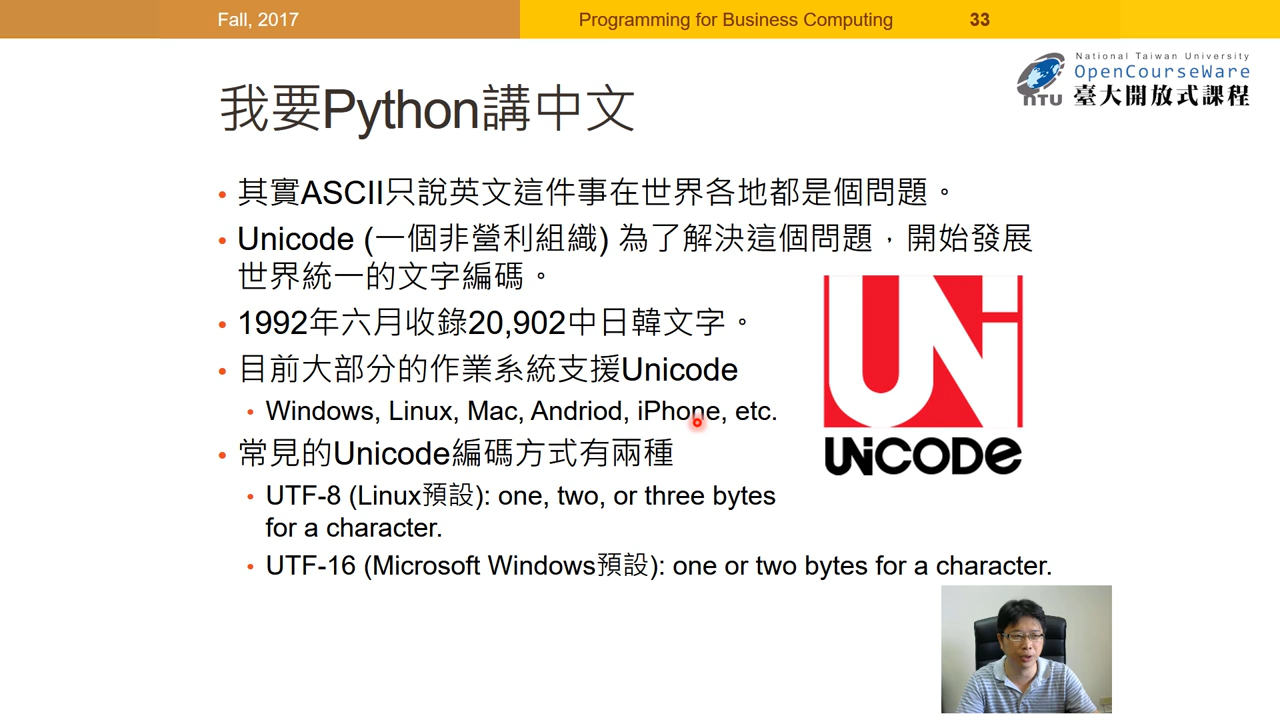 Fall, 2017
Programming for Business Computing
33
National Taiwan University
OpenCourseWare
NTU 臺大開放式課程
我要Python講中文
• 其實ASCII只說英文這件事在世界各地都是個問題。
• Unicode (一個非營利組織) 為了解決這個問題，開始發展
世界統一的文字編碼。
• 1992年六月收錄20,902中日韓文字。
• 目前大部分的作業系統支援Unicode
• Windows, Linux, Mac, Andriod, iPhone, etc.
• 常見的Unicode編碼方式有兩種
• UTF-8 (Linux預設): one, two, or three bytes
for a character.
• UTF-16 (Microsoft Windows預設): one or two bytes for a character.
UNI
UNiCODe